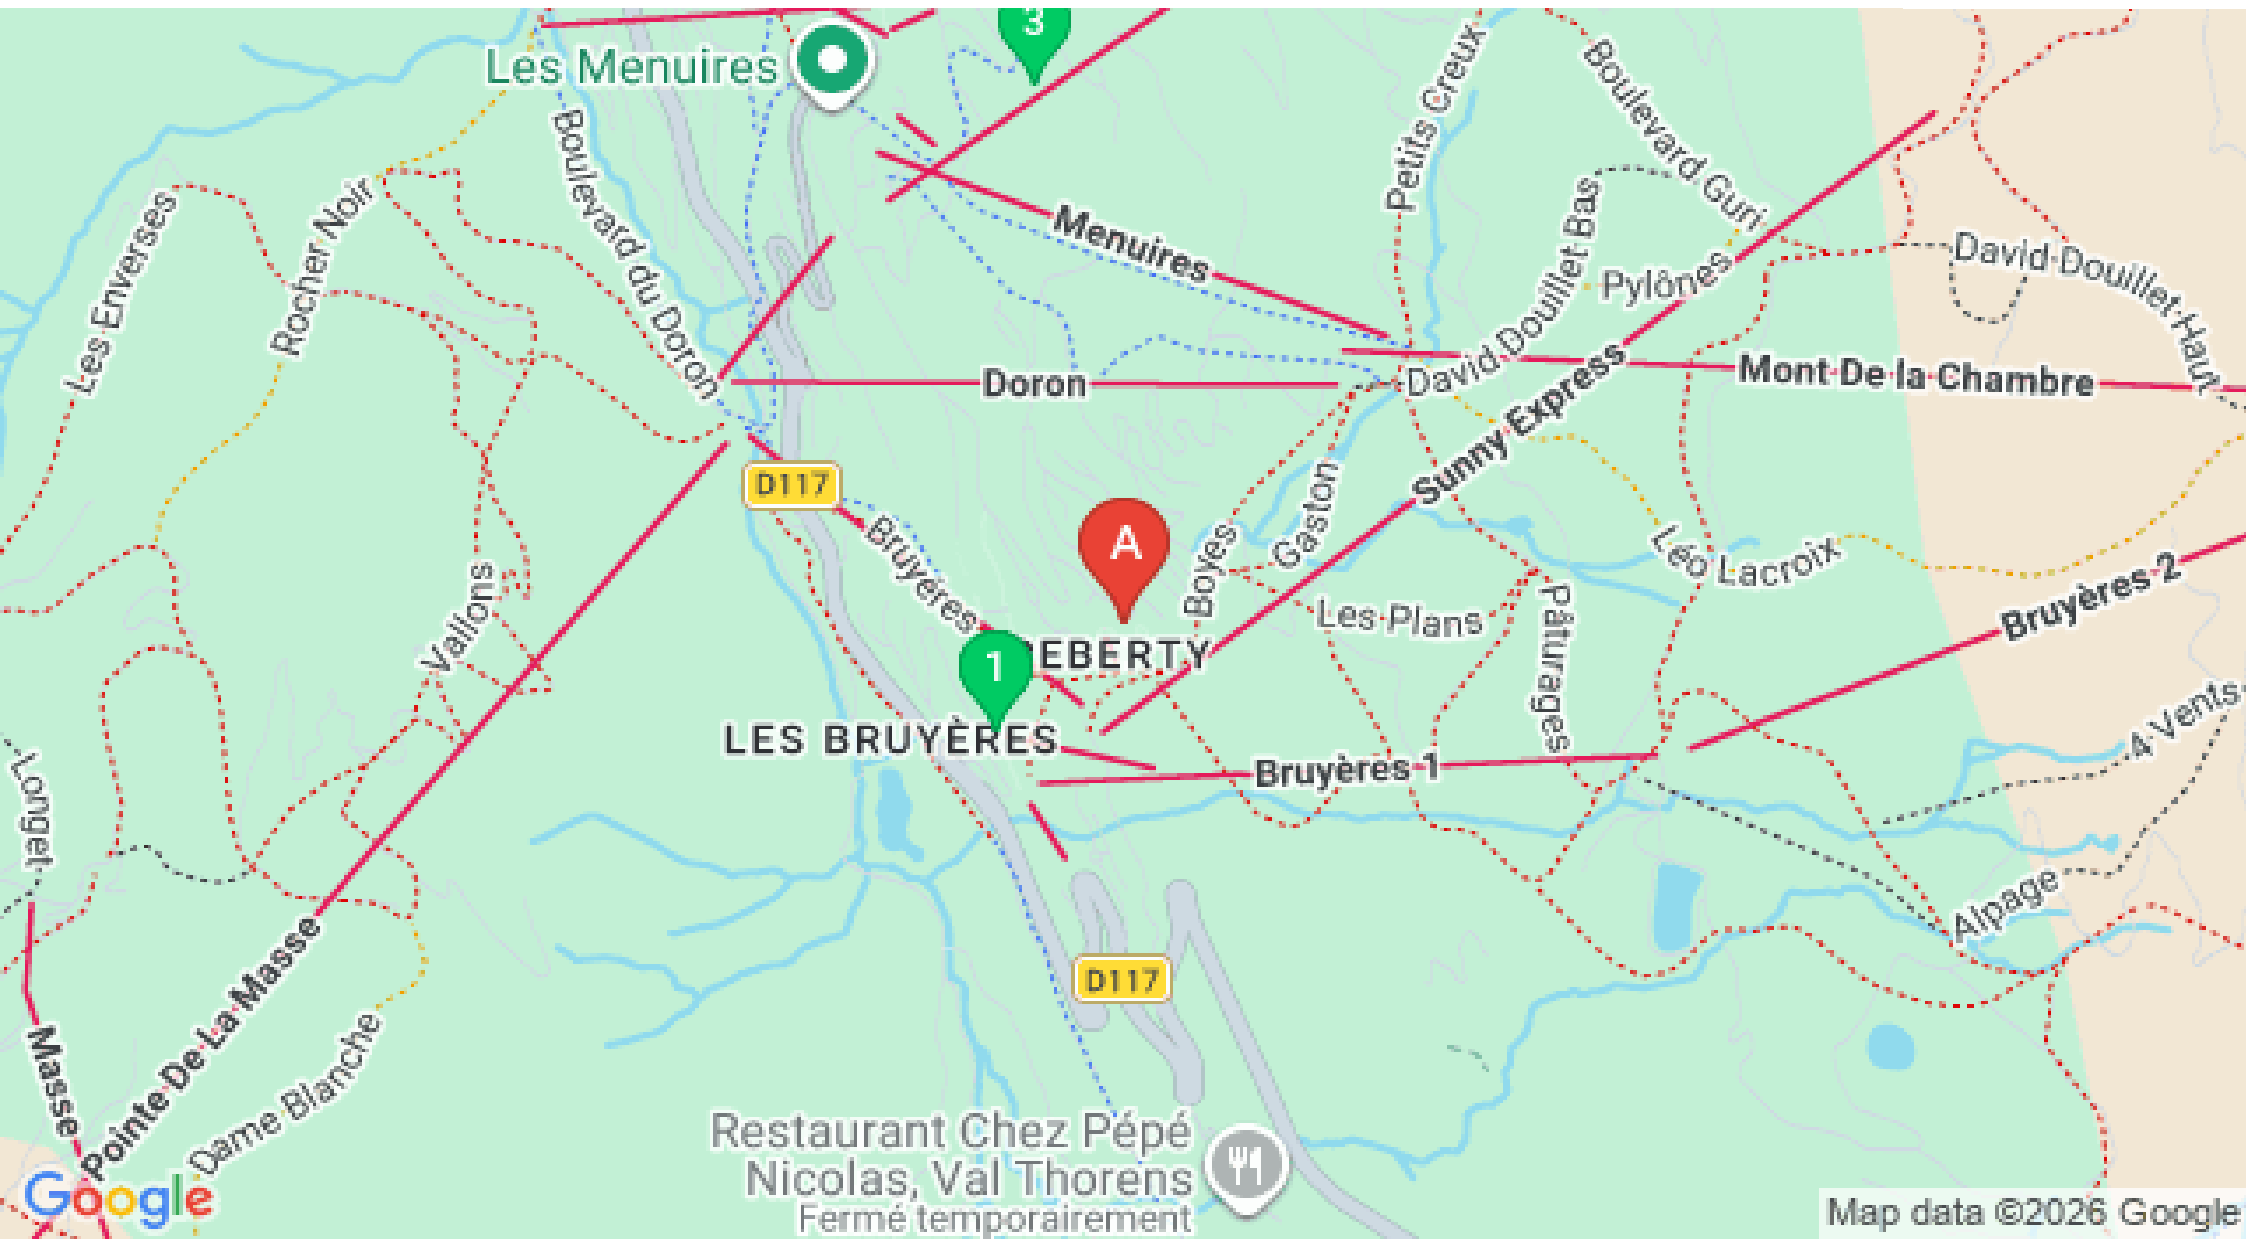 3
Les Menuires
Boulevard du Doron
Petits Creux
Boulevard Guri
Les Enverses
Rocher Noir
Menuires
David Douillet Bas
Pylônes
David Douillet Haut
Doron
Mont De la Chambre
Sunny Express
D117
A
Bruyères
Boyes
Gaston
Léo Lacroix
Bruyères 2
Vallons
Les Plans
Pâturages
1
EBERTY
LES BRUYÈRES
Bruyères 1
4 Vents
Longet
Alpage
D117
Masse
Pointe De La Masse
Dame Blanche
Restaurant Chez Pépé
Nicolas, Val Thorens
Fermé temporairement
Google
Map data ©2026 Google